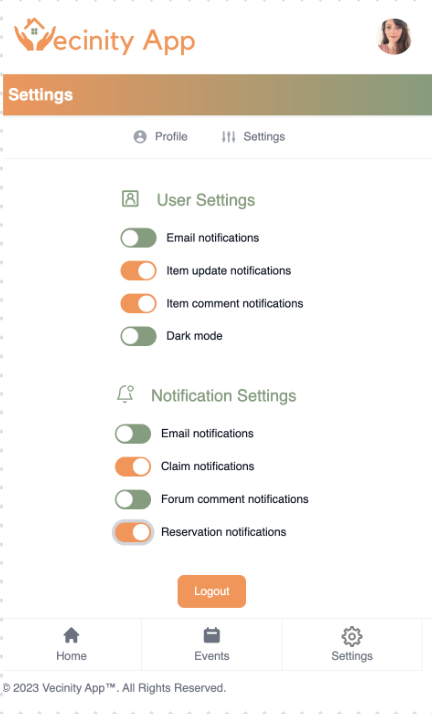 Vecinity App
Settings
Profile Settings
User Settings
Email notifications
Item update notifications
Item comment notifications
Dark mode
Notification Settings
Email notifications
Claim notifications
Forum comment notifications
Reservation notifications
Logout
Home Events Settings
© 2023 Vecinity App™. All Rights Reserved.